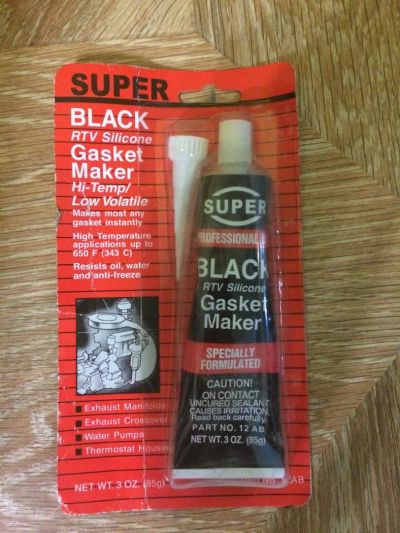 SUPER
BLACK
RTV Silicone
Gasket
Maker
Hi-Temp/
Low Volatile
Makes most any
gasket instantly
High Temperature
applications up to
650 F (343 C)
Resists oil, water
and anti-freeze
Exhaust Manifolds
Exhaust Crossover
Water Pumps
Thermostat Housin
NET WT. 3 OZ. (85g)
SUPER
PROFESSIONAL
BLACK
RTV Silicone
Gasket
Maker
SPECIALLY
FORMULATED
CAUTION!
ON CONTACT
UNCURED SEALANT
CAUSES IRRITATION.
Read back carefully.
PART NO. 12 AB
NET WT. 3 OZ. (85g)